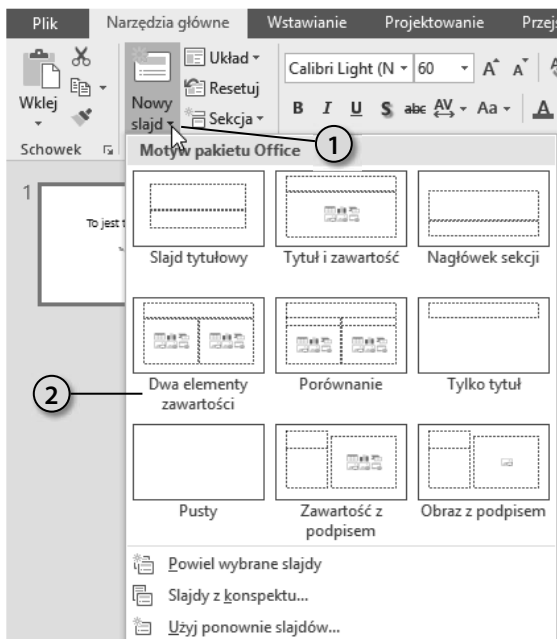 Plik Narzędzia główne Wstawianie Projektowanie Przejś
Wklej
Nowy slajd
Układ
Resetuj
Sekcja
Calibri Light (N 60 A A
B I U S abc AV Aa A
Schowek
1
Motyw pakietu Office
1
To jest t
Slajd tytułowy Tytuł i zawartość Nagłówek sekcji
2
Dwa elementy zawartości
Porównanie Tylko tytuł
Pusty
Zawartość z podpisem
Obraz z podpisem
Powiel wybrane slajdy
Slajdy z konspektu...
Użyj ponownie slajdów...